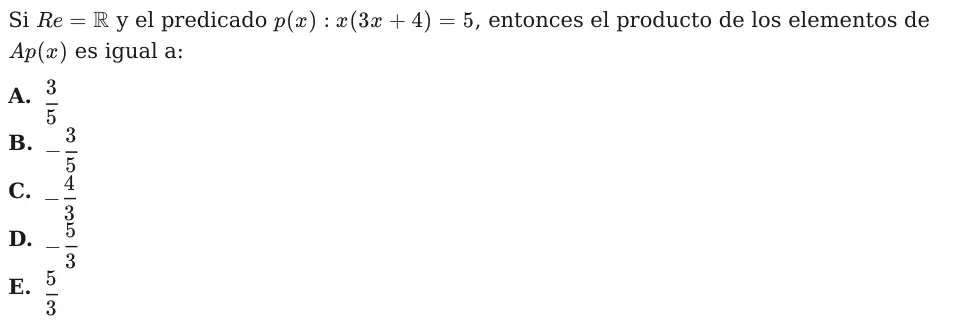 Si Re = ℝ y el predicado p(x) : x(3x + 4) = 5, entonces el producto de los elementos de
Ap(x) es igual a:
A. 3/5
B. −3/5
C. −4/3
D. −5/3
E. 5/3